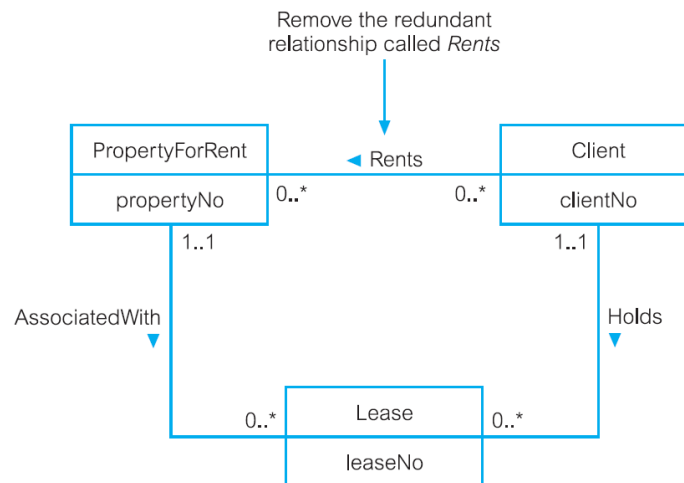 Remove the redundant
relationship called Rents
PropertyForRent
◄ Rents
Client
propertyNo
0..*
0..*
clientNo
1..1
1..1
AssociatedWith
Holds
0..*
Lease
0..*
leaseNo